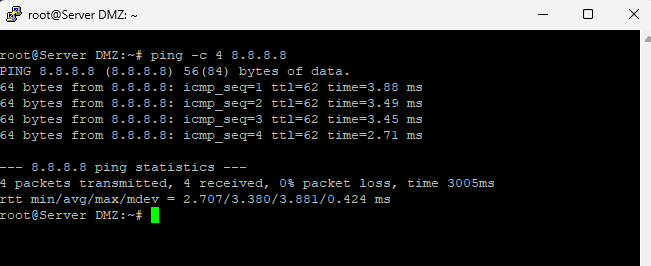 root@Server DMZ: ~
root@Server DMZ:~# ping -c 4 8.8.8.8
PING 8.8.8.8 (8.8.8.8) 56(84) bytes of data.
64 bytes from 8.8.8.8: icmp_seq=1 ttl=62 time=3.88 ms
64 bytes from 8.8.8.8: icmp_seq=2 ttl=62 time=3.49 ms
64 bytes from 8.8.8.8: icmp_seq=3 ttl=62 time=3.45 ms
64 bytes from 8.8.8.8: icmp_seq=4 ttl=62 time=2.71 ms
--- 8.8.8.8 ping statistics ---
4 packets transmitted, 4 received, 0% packet loss, time 3005ms
rtt min/avg/max/mdev = 2.707/3.380/3.881/0.424 ms
root@Server DMZ:~#